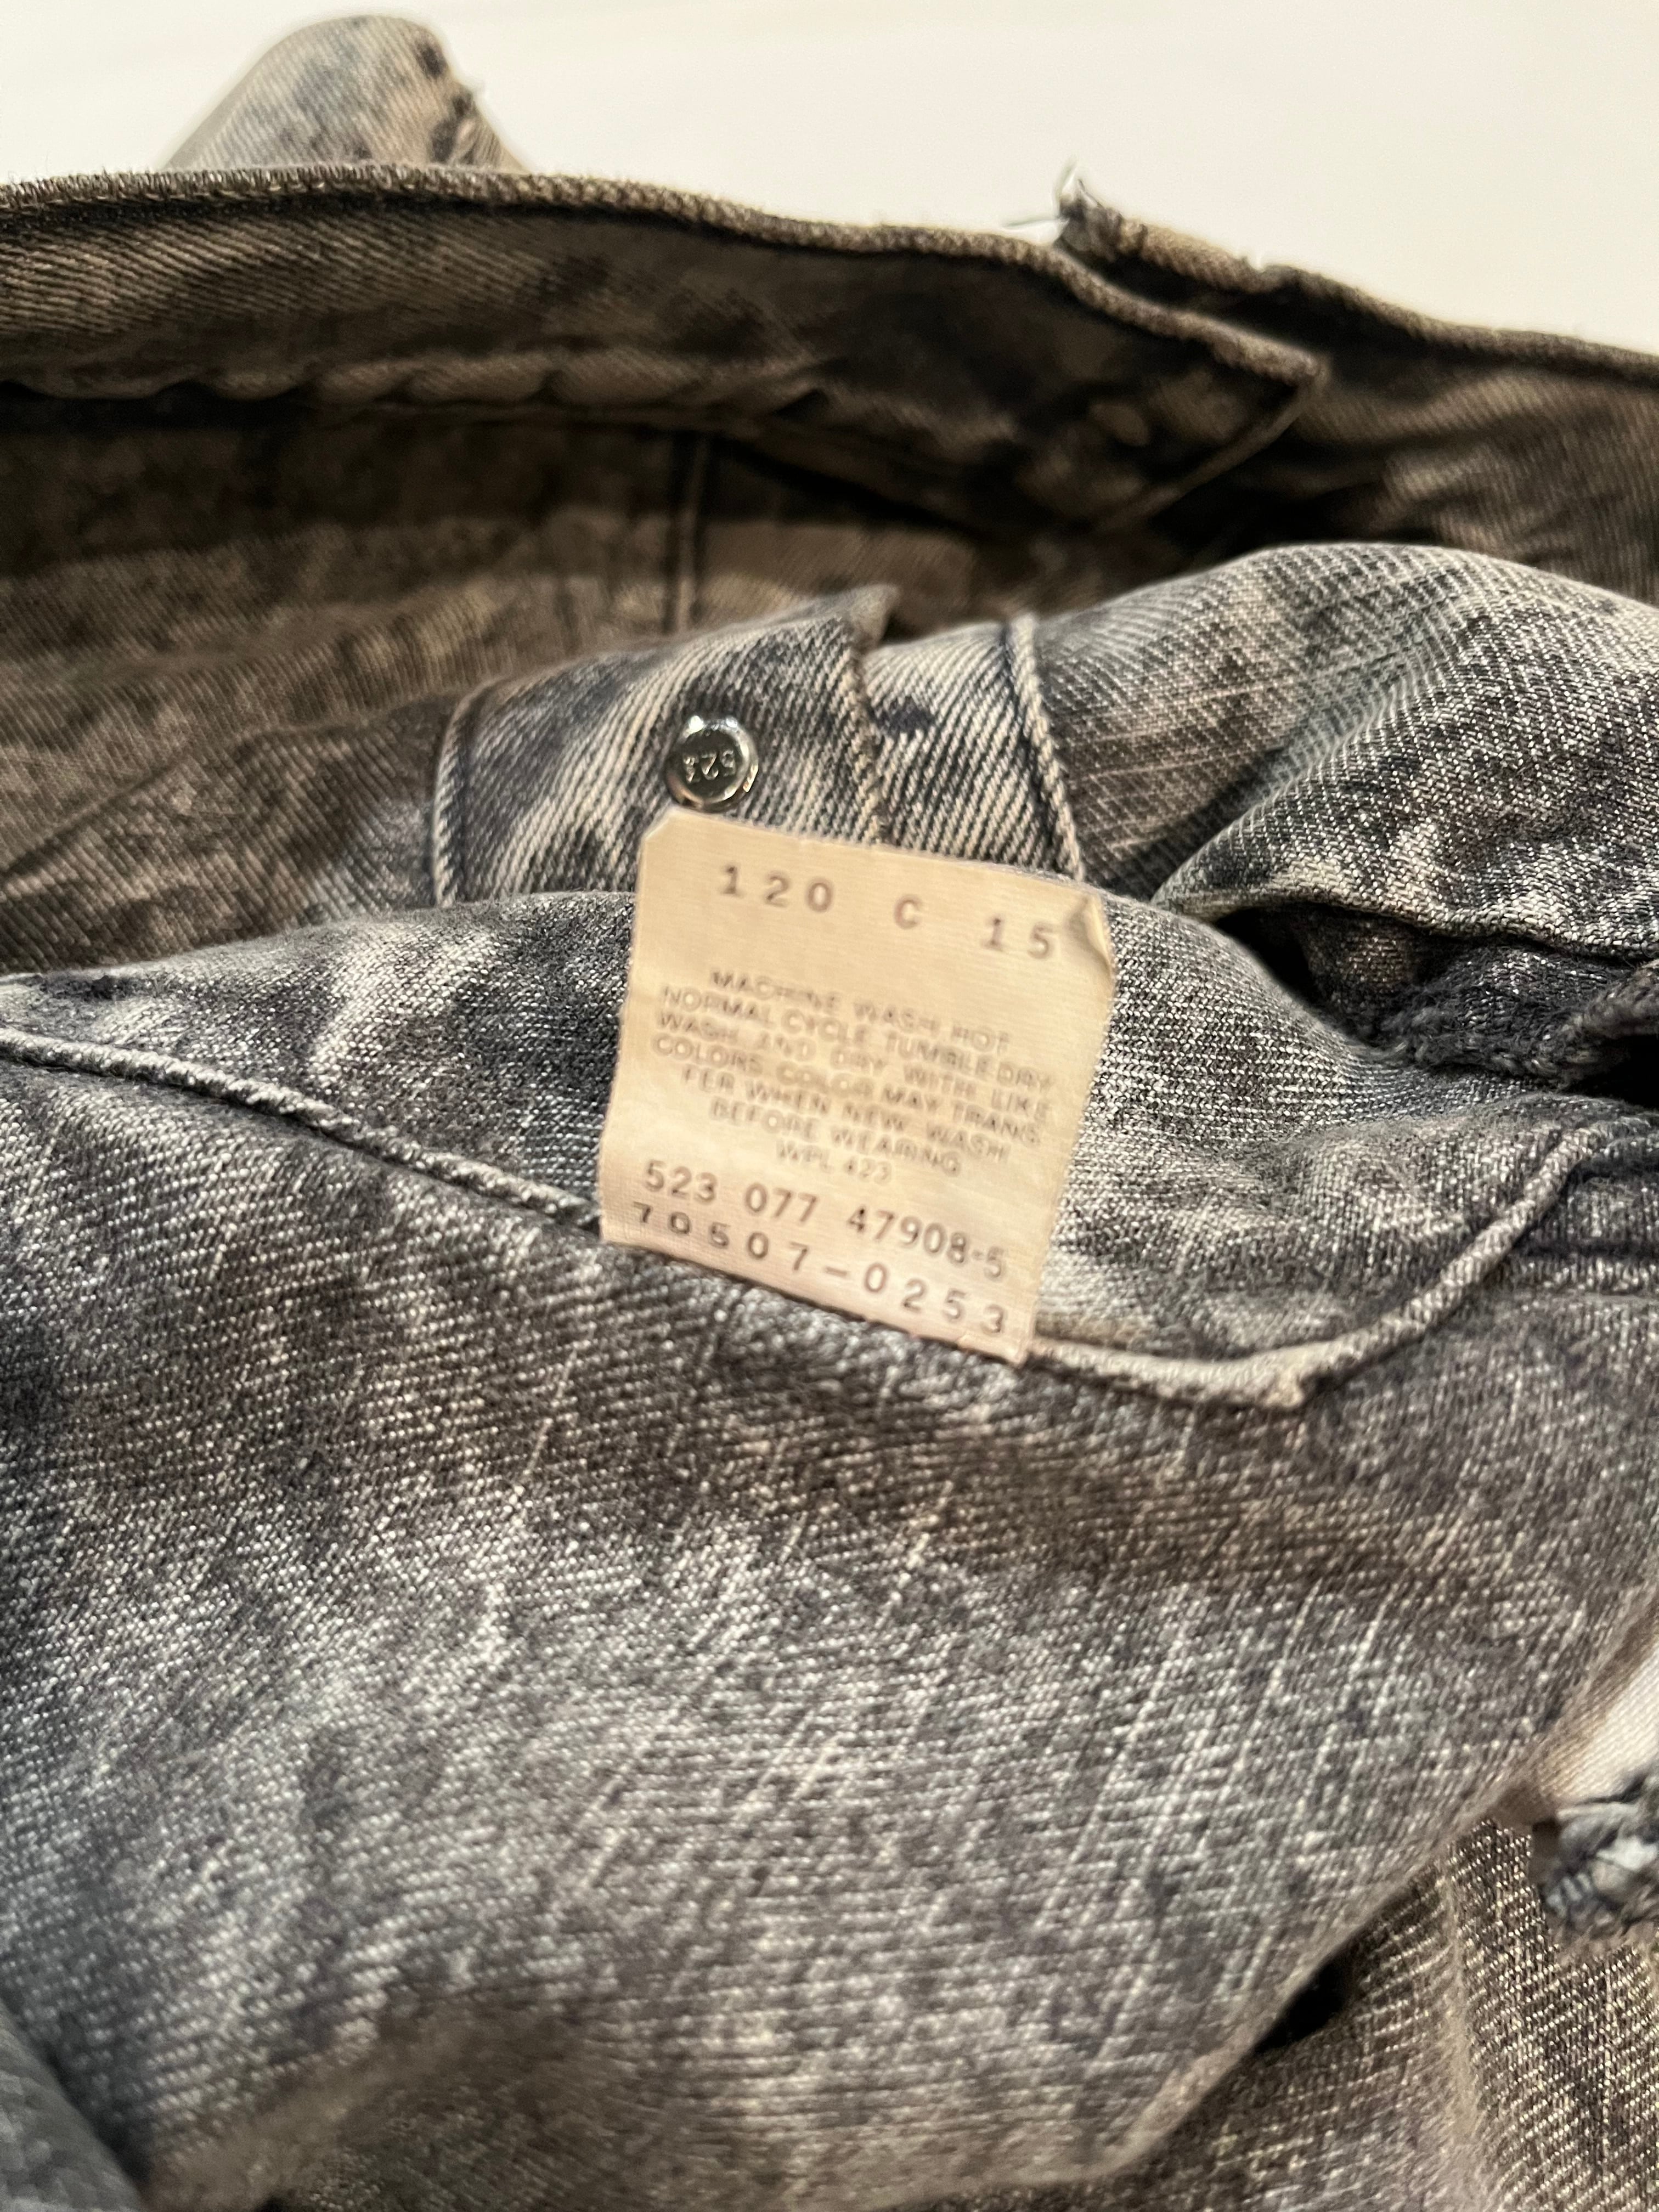 523
120 C 15
MACHINE WASH HOT
NORMAL CYCLE TUMBLE DRY
WASH AND DRY WITH LIKE
COLORS COLOR MAY TRANS
FER WHEN NEW WASH
BEFORE WEARING
WPL 423
523 077 47908-5
70507-0253